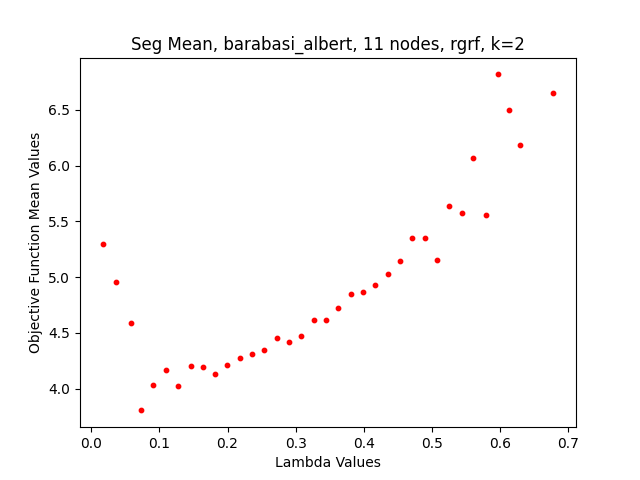 Seg Mean, barabasi_albert, 11 nodes, rgrf, k=2
Objective Function Mean Values
6.5
6.0
5.5
5.0
4.5
4.0
0.0 0.1 0.2 0.3 0.4 0.5 0.6 0.7
Lambda Values